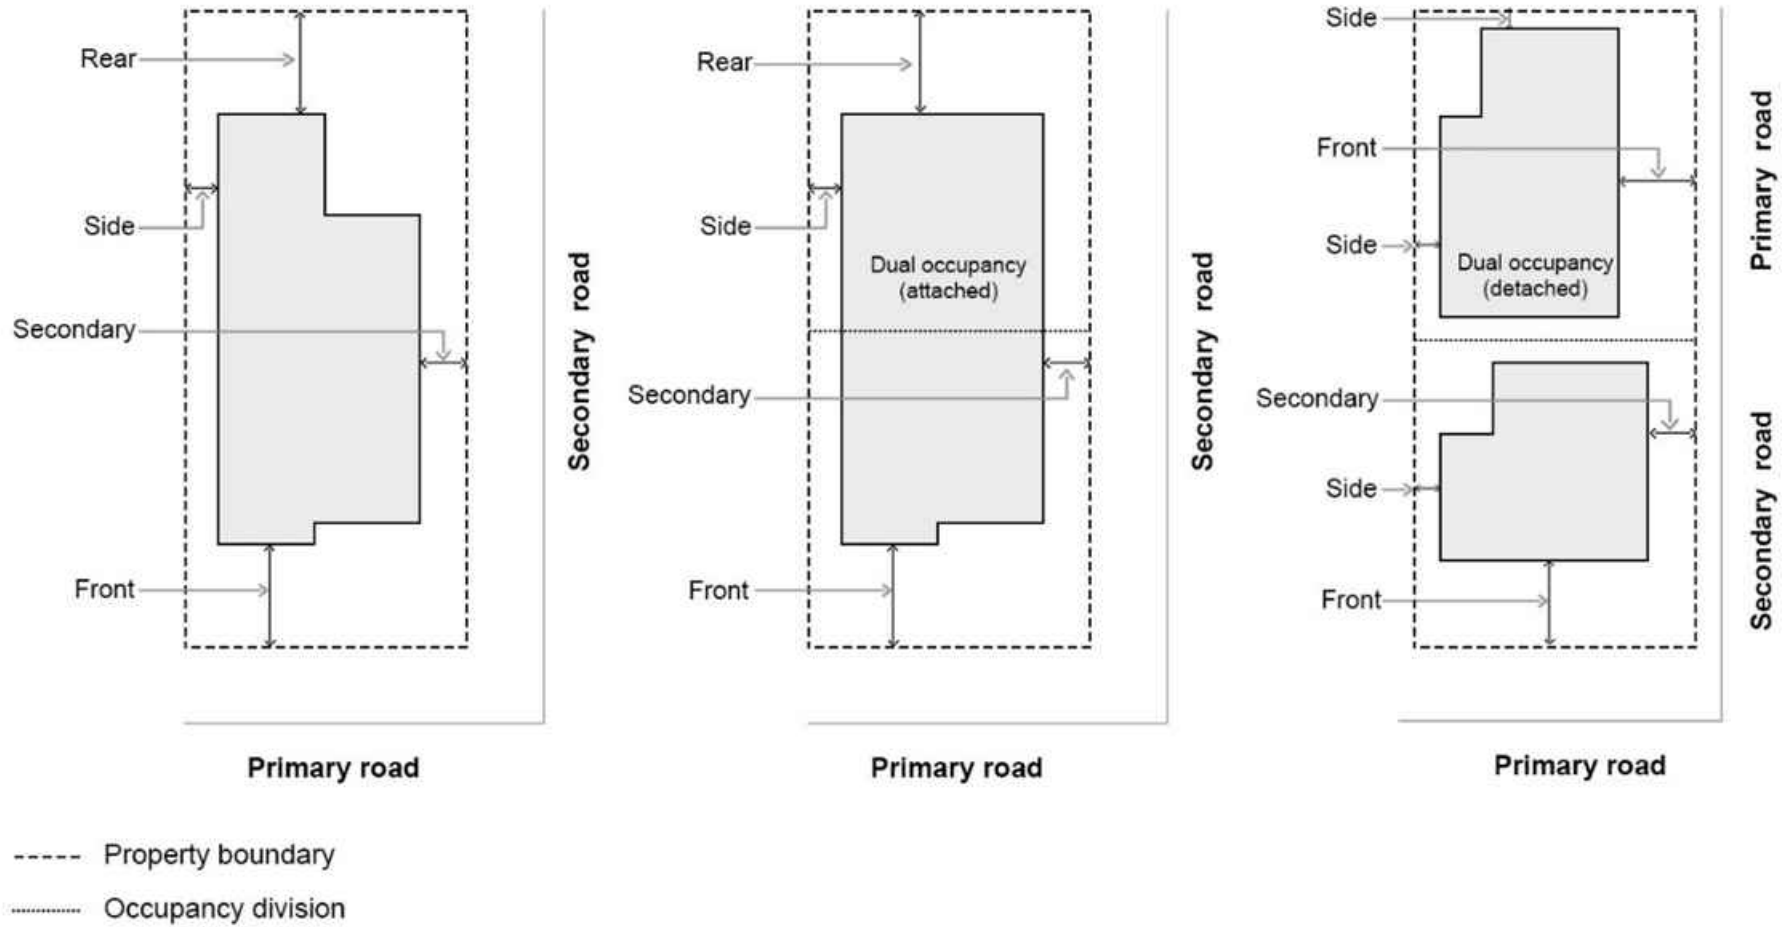 Rear
Side
Secondary
Front
Secondary road
Primary road
Rear
Side
Dual occupancy
(attached)
Secondary
Front
Secondary road
Primary road
Side
Front
Side
Dual occupancy
(detached)
Secondary
Side
Front
Primary road
Secondary road
Primary road
Property boundary
Occupancy division